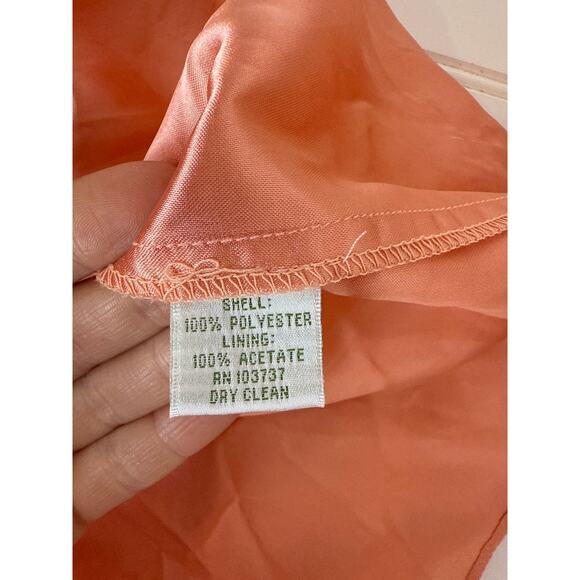 SHELL:
100% POLYESTER
LINING:
100% ACETATE
RN 103737
DRY CLEAN